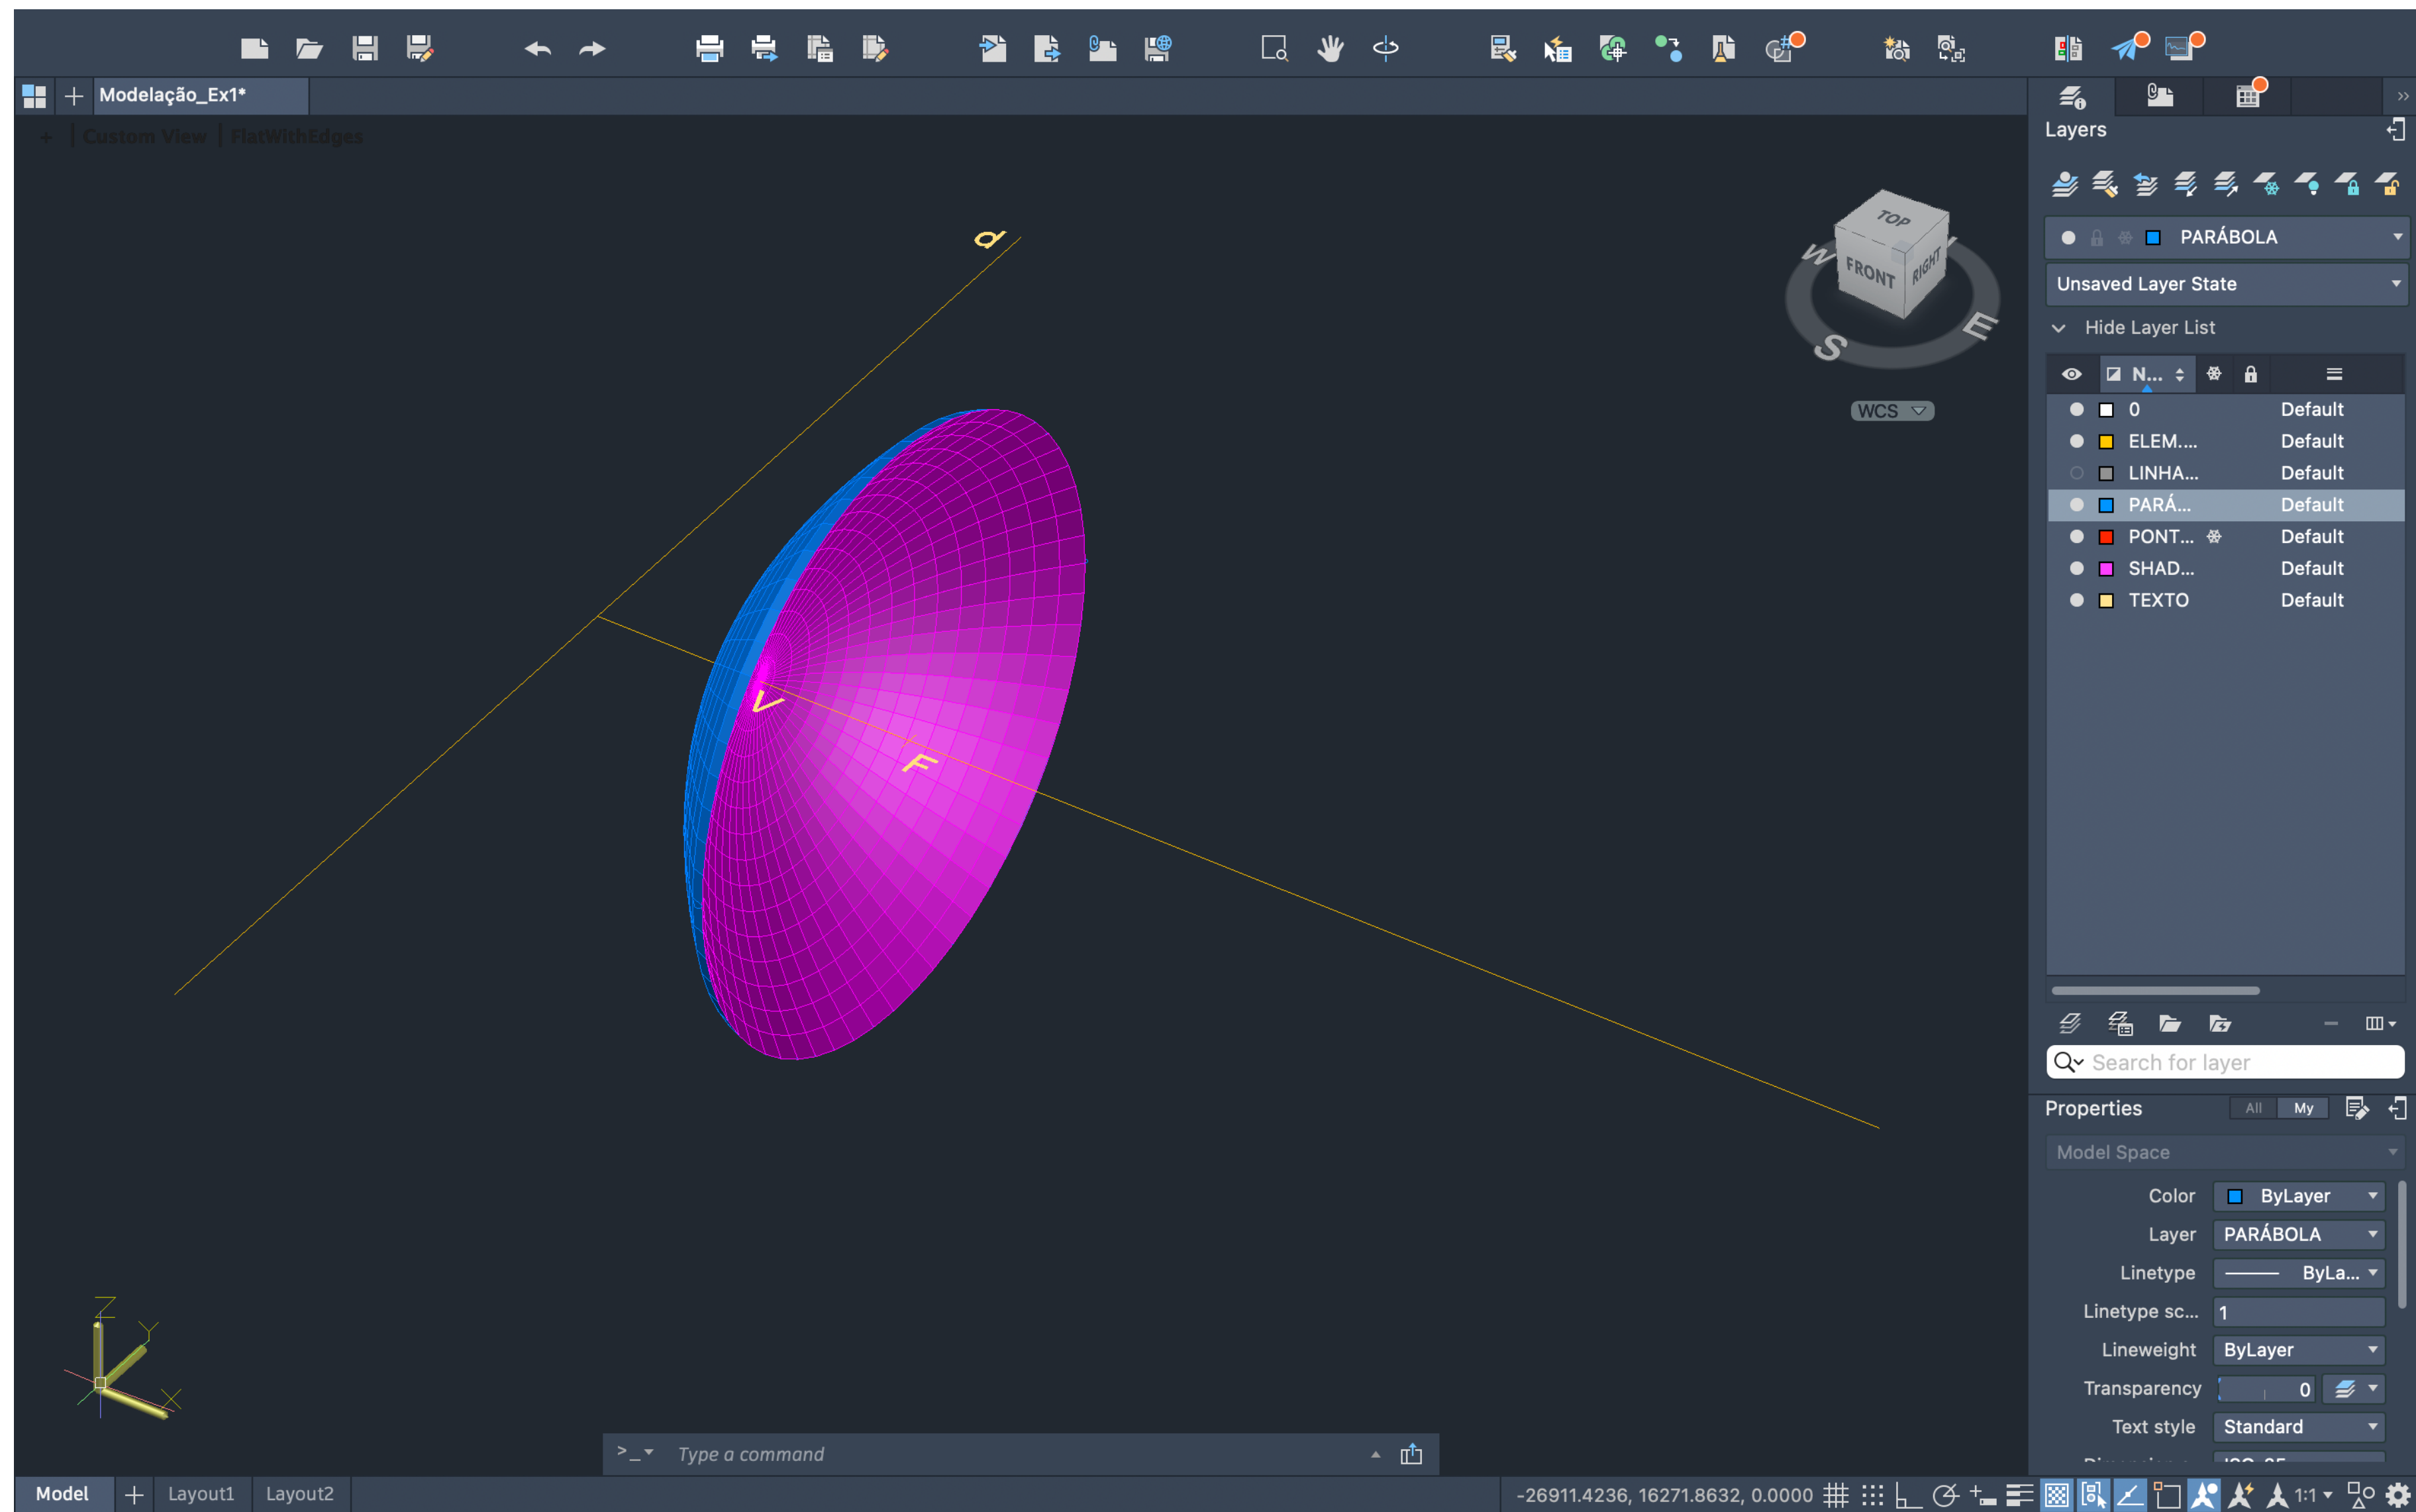 Modelação_Ex1*
+ | Custom View | FlatWithEdges
d
V
F
TOP
FRONT
RIGHT
W
S
E
WCS
Z
Y
X
>_ Type a command
Model
Layout1
Layout2
-26911.4236, 16271.8632, 0.0000
1:1
Layers
PARÁBOLA
Unsaved Layer State
Hide Layer List
N...
0 Default
ELEM.... Default
LINHA... Default
PARÁ... Default
PONT... Default
SHAD... Default
TEXTO Default
Search for layer
Properties All My
Model Space
Color ByLayer
Layer PARÁBOLA
Linetype ByLa...
Linetype sc... 1
Lineweight ByLayer
Transparency 0
Text style Standard